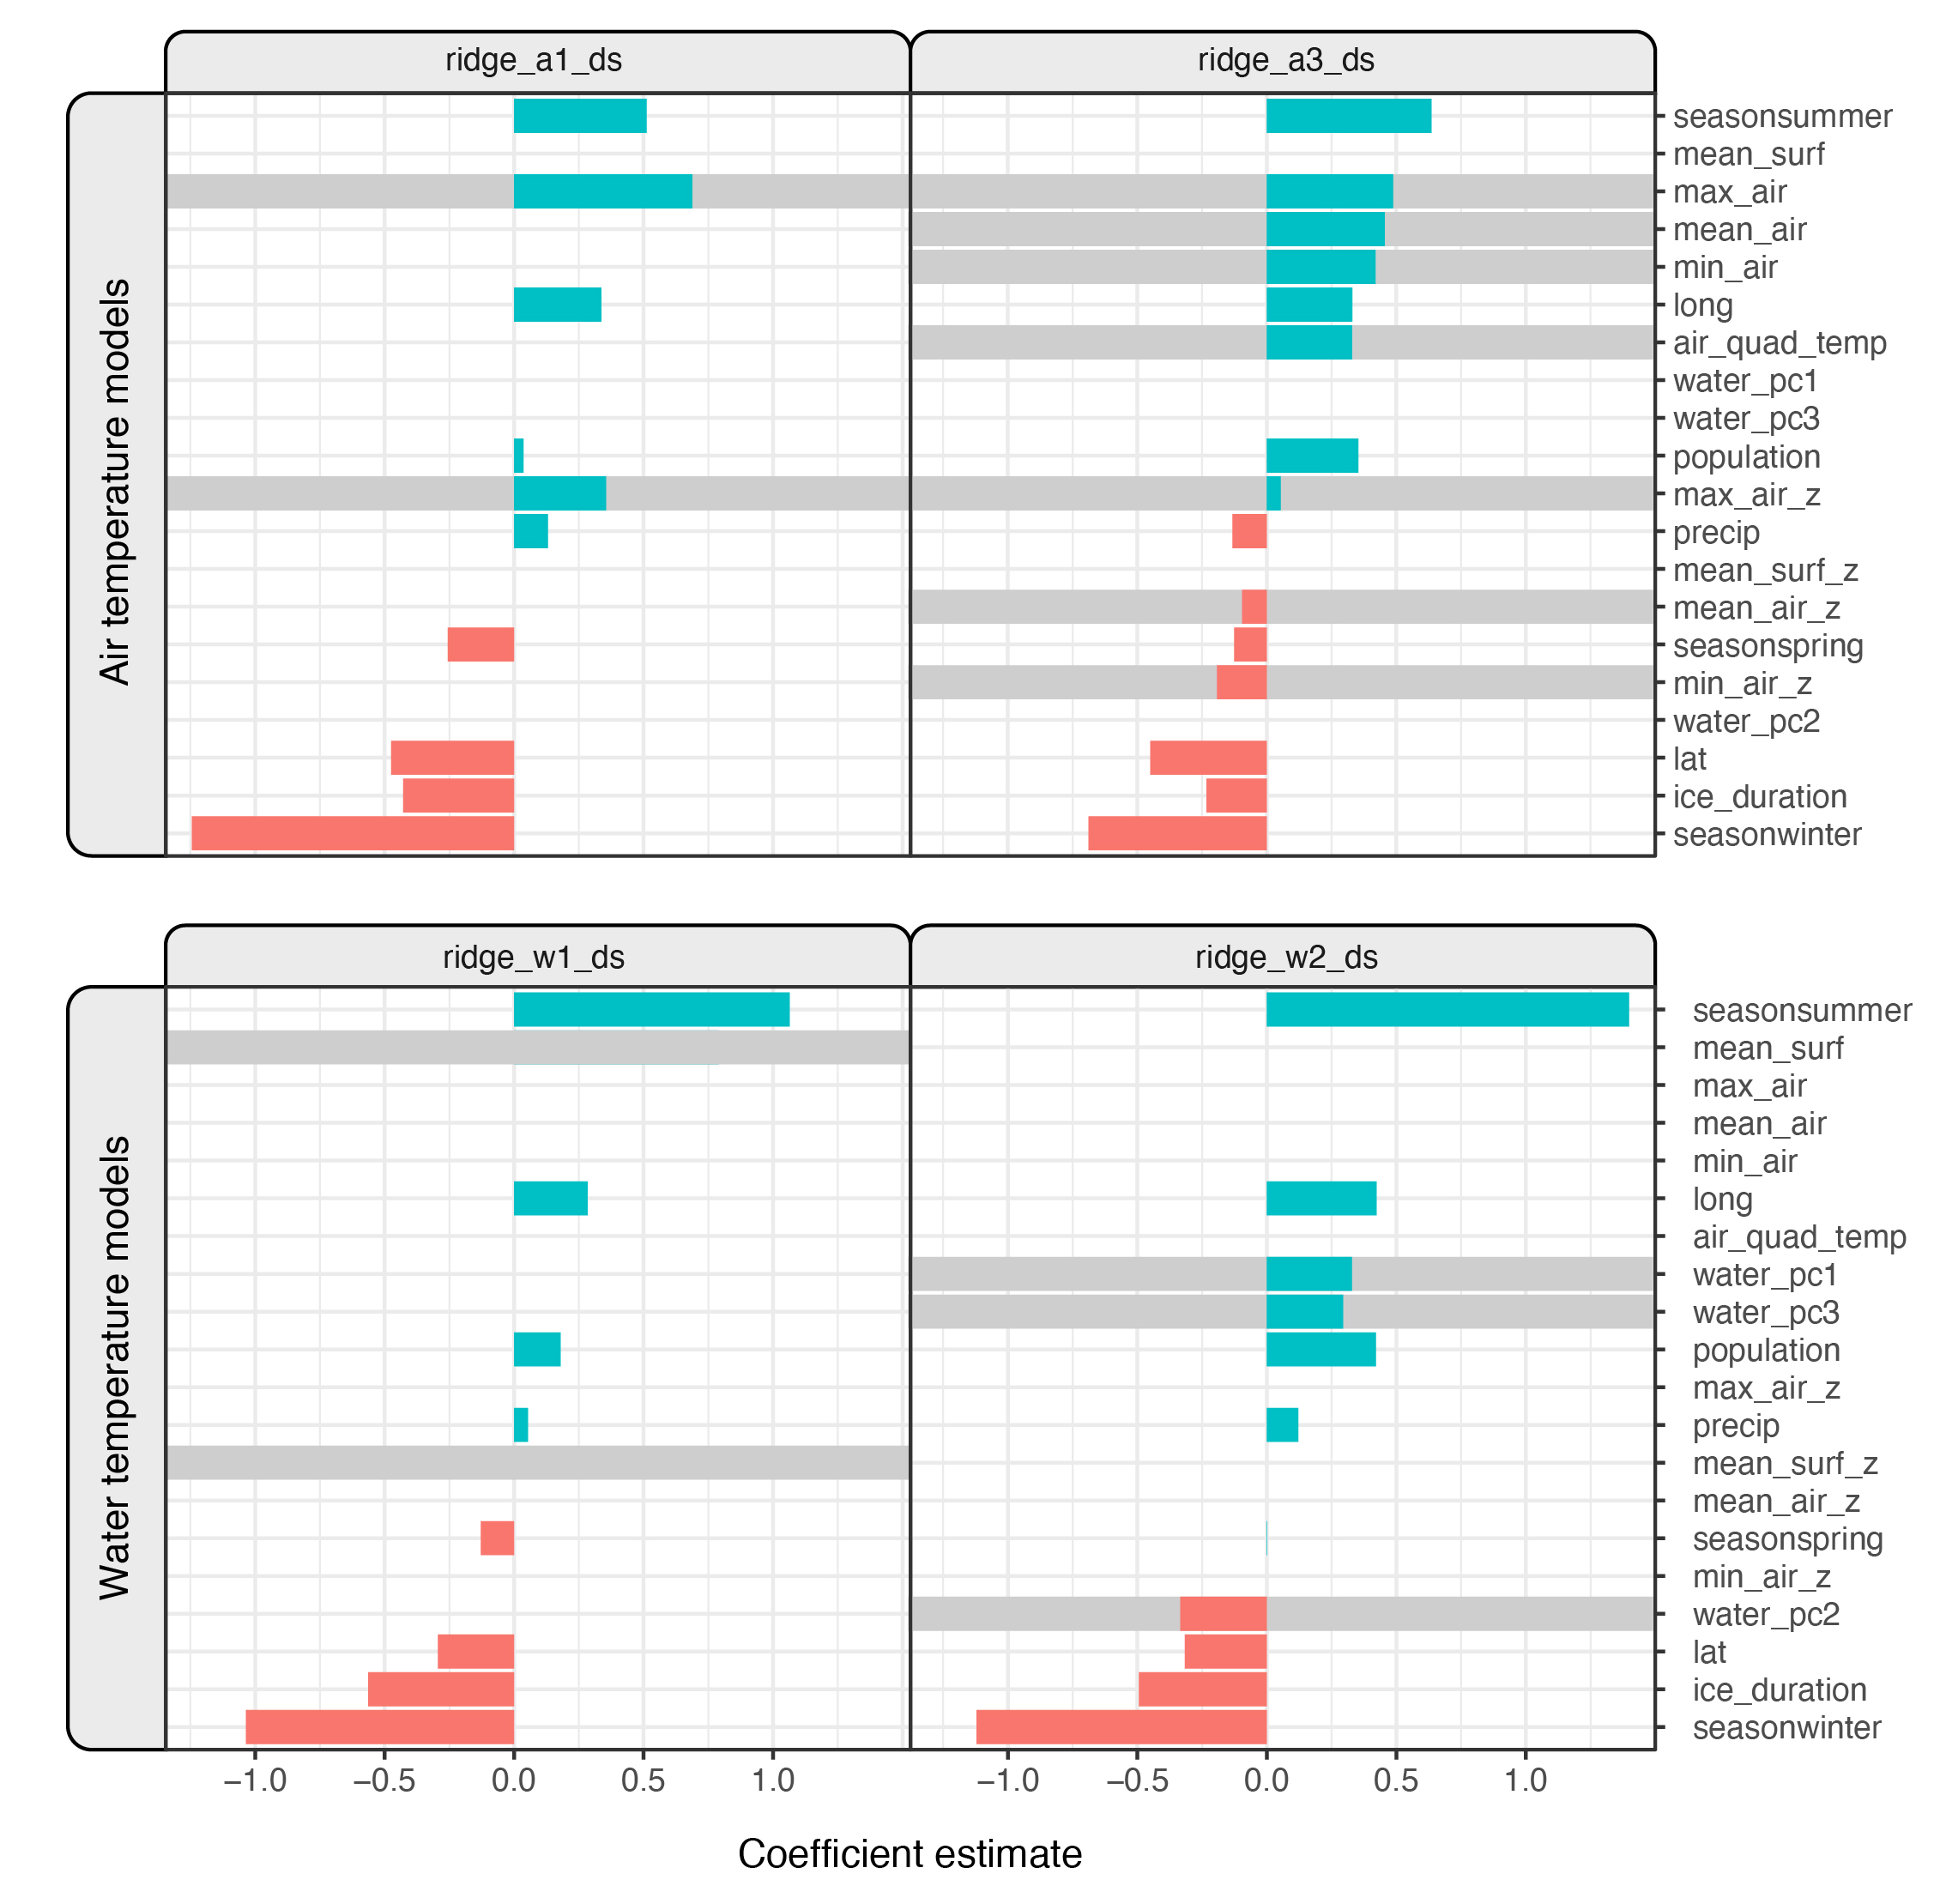 ridge_a1_ds
ridge_a3_ds
Air temperature models
seasonsummer
mean_surf
max_air
mean_air
min_air
long
air_quad_temp
water_pc1
water_pc3
population
max_air_z
precip
mean_surf_z
mean_air_z
seasonspring
min_air_z
water_pc2
lat
ice_duration
seasonwinter
ridge_w1_ds
ridge_w2_ds
Water temperature models
seasonsummer
mean_surf
max_air
mean_air
min_air
long
air_quad_temp
water_pc1
water_pc3
population
max_air_z
precip
mean_surf_z
mean_air_z
seasonspring
min_air_z
water_pc2
lat
ice_duration
seasonwinter
−1.0 −0.5 0.0 0.5 1.0 −1.0 −0.5 0.0 0.5 1.0
Coefficient estimate